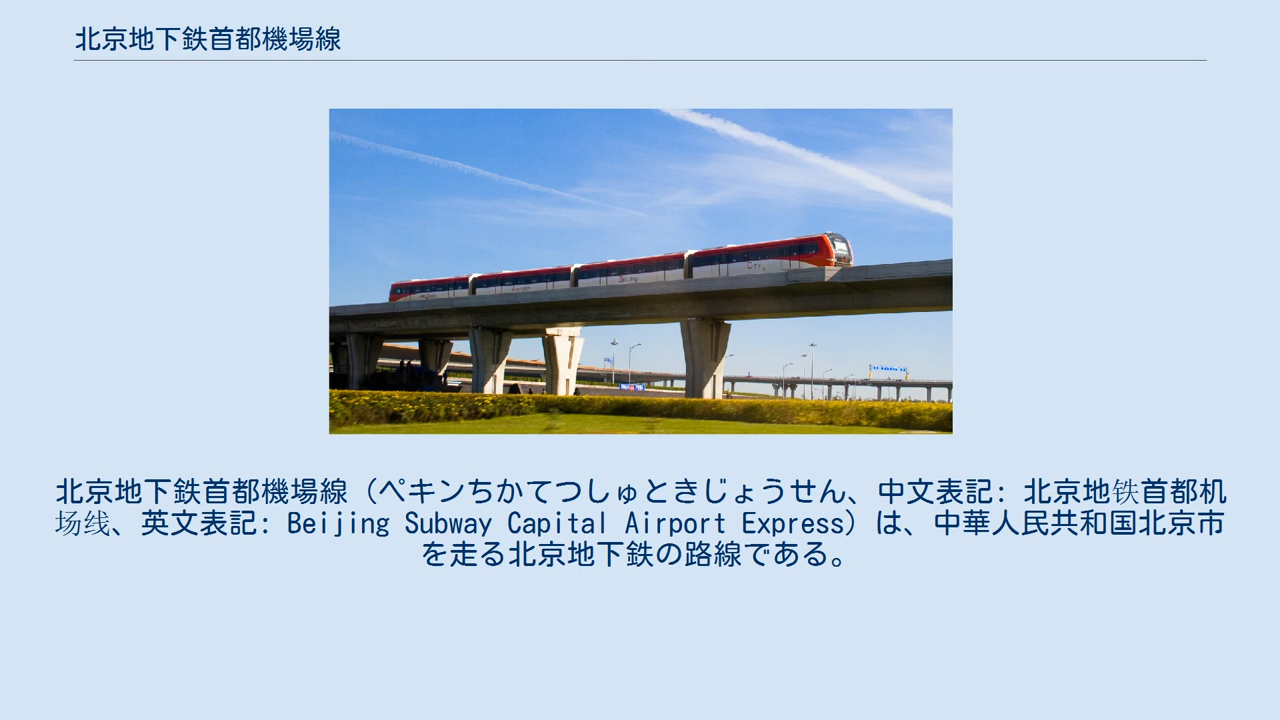 北京地下鉄首都機場線
北京地下鉄首都機場線（ペキンちかてつしゅときじょうせん、中文表記: 北京地铁首都机
场线、英文表記: Beijing Subway Capital Airport Express）は、中華人民共和国北京市
を走る北京地下鉄の路線である。